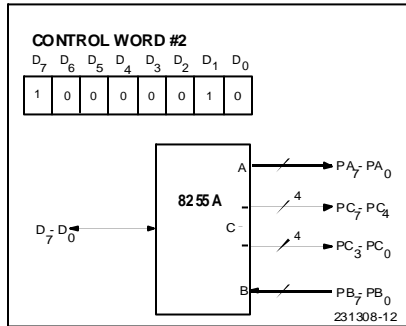 CONTROL WORD #2
D7 D6 D5 D4 D3 D2 D1 D0
1 0 0 0 0 0 1 0
A PA7-PA0
8255A 4 PC7-PC4
D7-D0 C
4 PC3-PC0
B PB7-PB0
231308-12